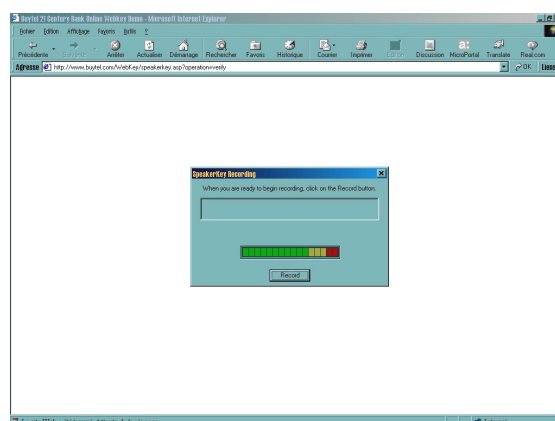 Buytel 21 Century Bank Online WebKey Demo - Microsoft Internet Explorer
Fichier Edition Affichage Favoris Outils ?
Précédente Suivante Arrêter Actualiser Démarrage Rechercher Favoris Historique Courrier Imprimer Edition Discussion MicroPortal Translate Real.com
Adresse http://www.buytel.com/WebKey/speakerkey.asp?operation=verify OK Liens
SpeakerKey Recording
When you are ready to begin recording, click on the Record button.
Record